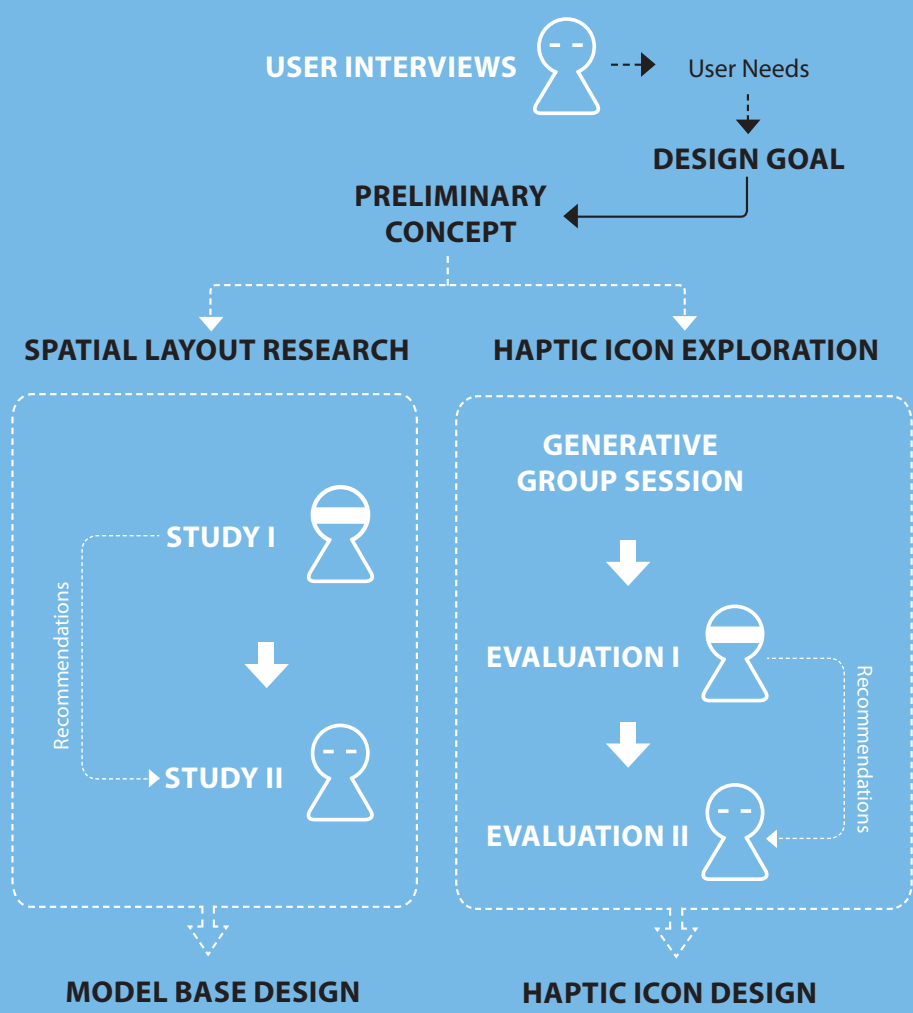 USER INTERVIEWS
User Needs
DESIGN GOAL
PRELIMINARY
CONCEPT
SPATIAL LAYOUT RESEARCH
HAPTIC ICON EXPLORATION
STUDY I
Recommendations
STUDY II
GENERATIVE
GROUP SESSION
EVALUATION I
Recommendations
EVALUATION II
MODEL BASE DESIGN
HAPTIC ICON DESIGN